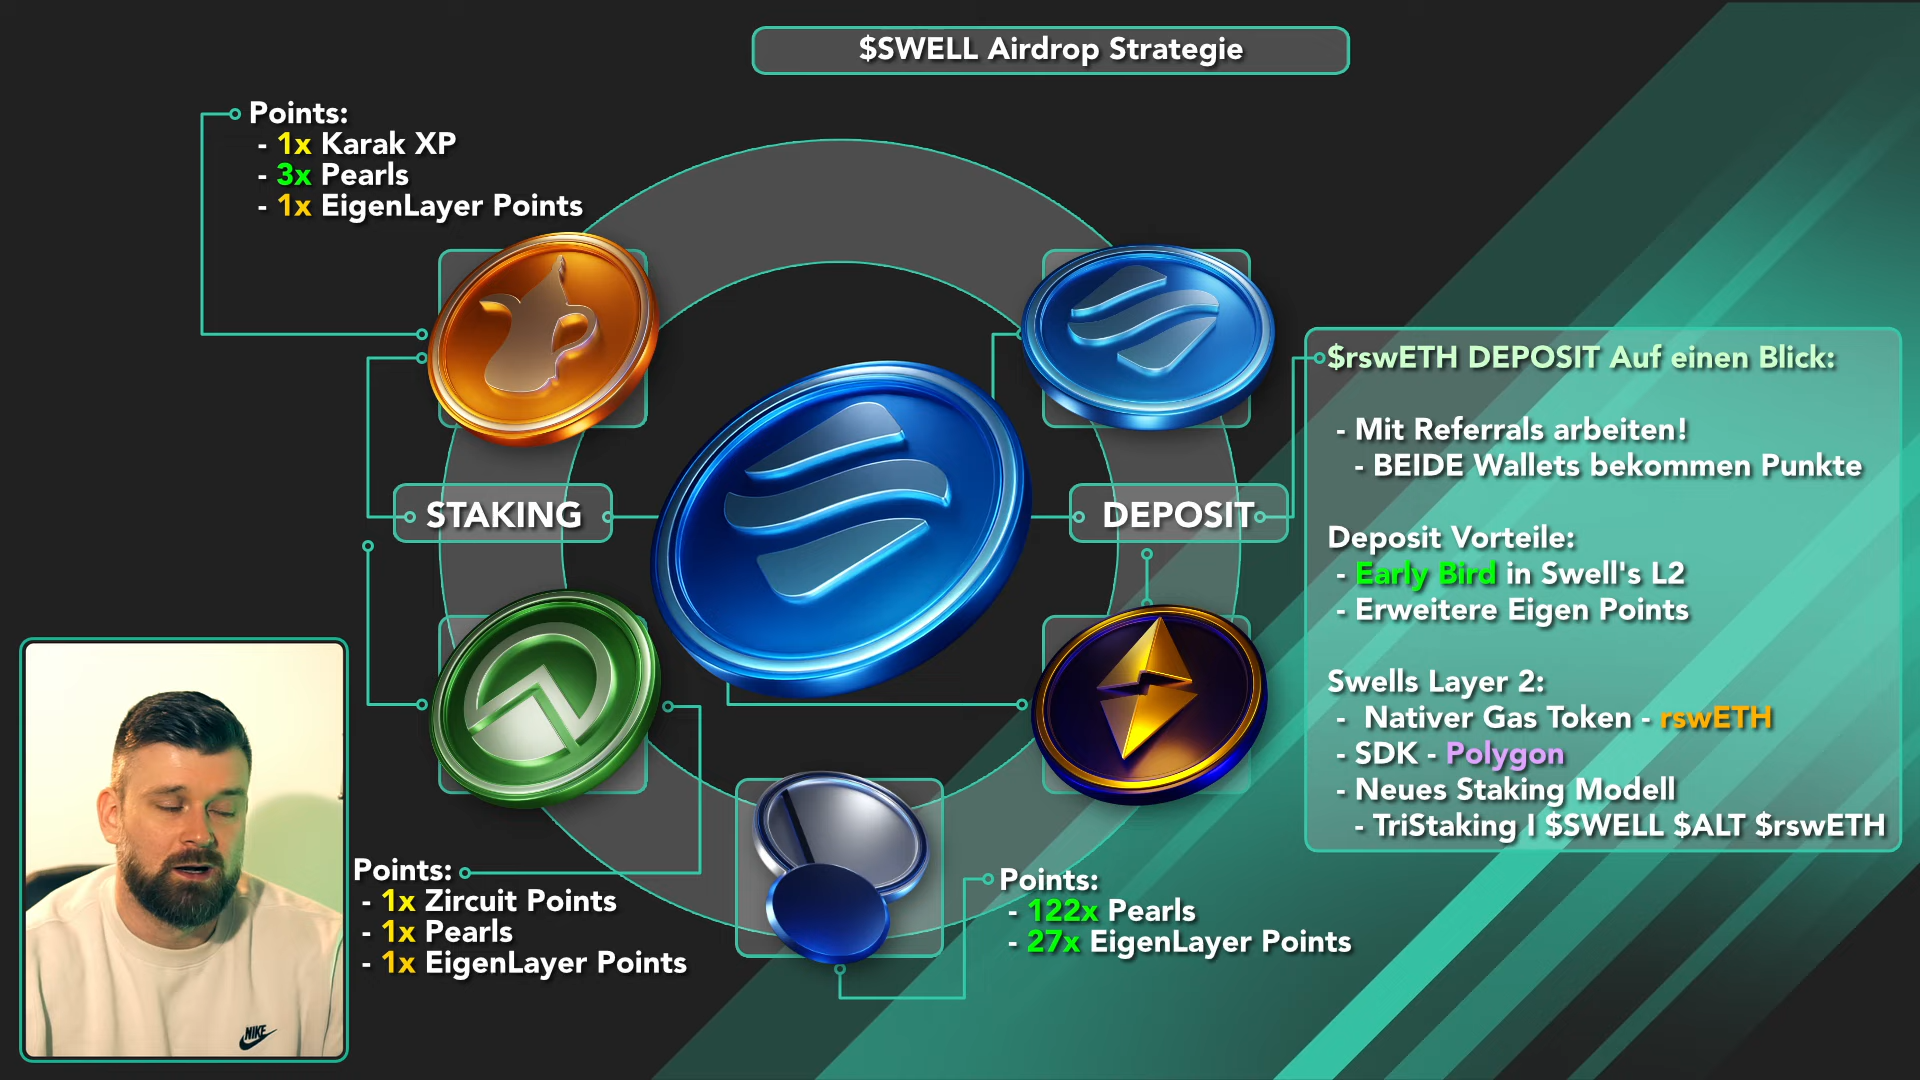 $SWELL Airdrop Strategie
Points:
- 1x Karak XP
- 3x Pearls
- 1x EigenLayer Points
STAKING
DEPOSIT
$rswETH DEPOSIT Auf einen Blick:
- Mit Referrals arbeiten!
- BEIDE Wallets bekommen Punkte
Deposit Vorteile:
- Early Bird in Swell's L2
- Erweitere Eigen Points
Swells Layer 2:
- Nativer Gas Token - rswETH
- SDK - Polygon
- Neues Staking Modell
- TriStaking I $SWELL $ALT $rswETH
Points:
- 1x Zircuit Points
- 1x Pearls
- 1x EigenLayer Points
Points:
- 122x Pearls
- 27x EigenLayer Points
NIKE